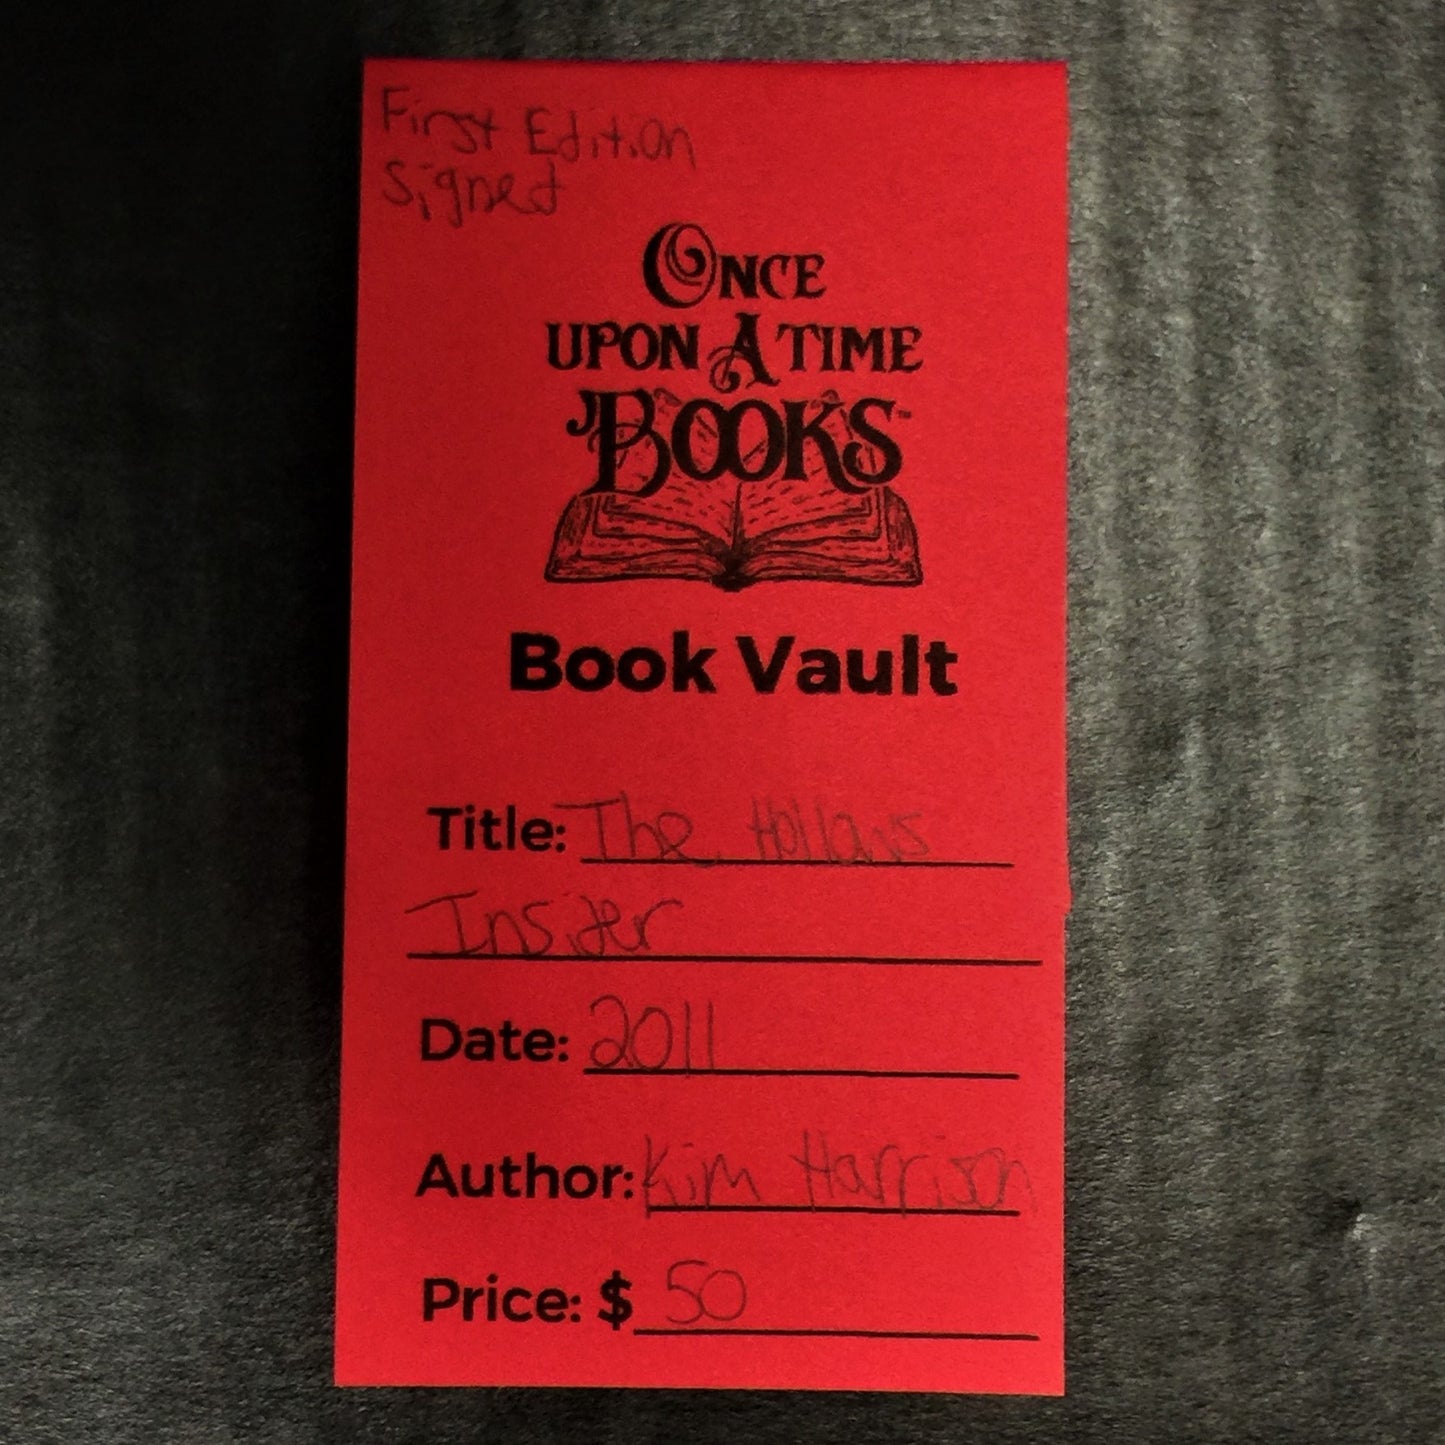 First Edition
Signed
ONCE
UPON A TIME
BOOKS™
Book Vault
Title: The Hollows
Insider
Date: 2011
Author: Kim Harrison
Price: $ 50